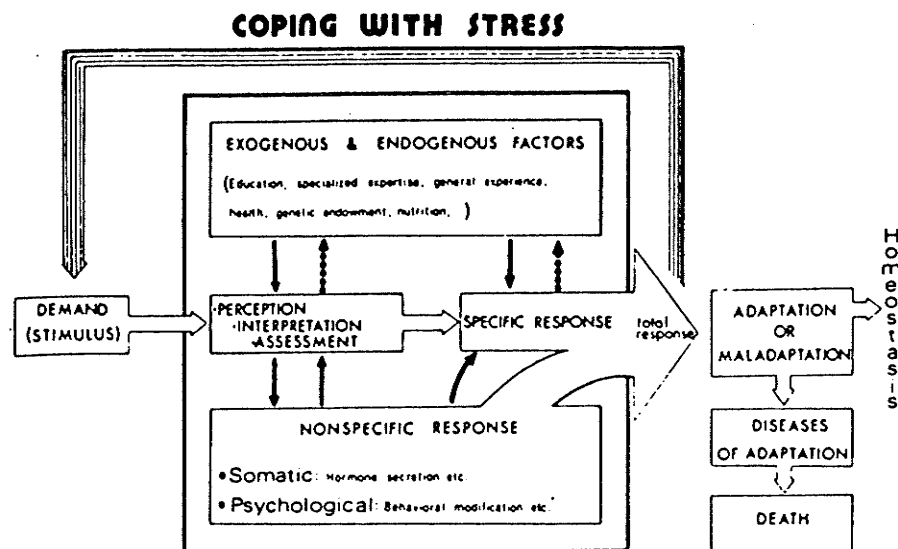 COPING WITH STRESS
EXOGENOUS & ENDOGENOUS FACTORS
(Education, specialized expertise, general experience,
health, genetic endowment, nutrition, )
DEMAND
(STIMULUS)
•PERCEPTION
•INTERPRETATION
•ASSESSMENT
SPECIFIC RESPONSE
total
response
ADAPTATION
OR
MALADAPTATION
Homeostasis
NONSPECIFIC RESPONSE
•Somatic: Hormone secretion etc.
•Psychological: Behavioral modification etc.
DISEASES
OF ADAPTATION
DEATH